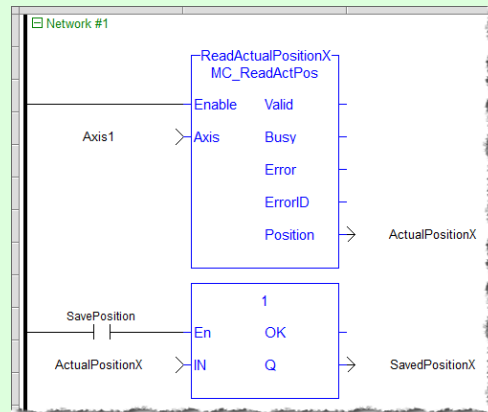 Network #1
ReadActualPositionX
MC_ReadActPos
Enable Valid
Axis1 Axis Busy
Error
ErrorID
Position ActualPositionX
1
SavePosition
En OK
ActualPositionX IN Q SavedPositionX